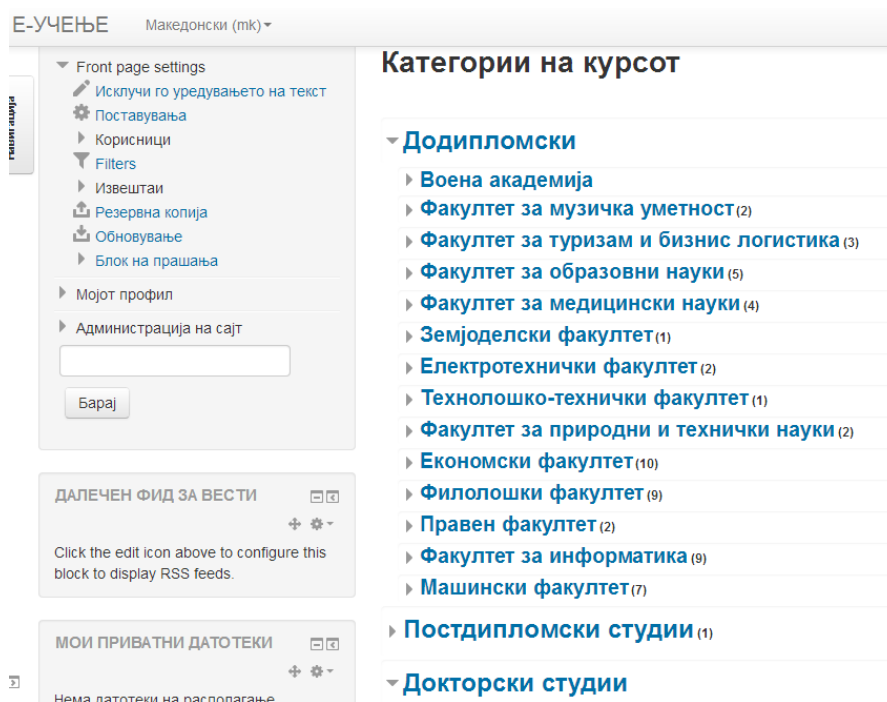 Е-УЧЕЊЕ
Македонски (mk)
Навигација
Front page settings
Исклучи го уредувањето на текст
Поставувања
Корисници
Filters
Извештаи
Резервна копија
Обновување
Блок на прашања
Мојот профил
Администрација на сајт
Барај
ДАЛЕЧЕН ФИД ЗА ВЕСТИ
Click the edit icon above to configure this
block to display RSS feeds.
МОИ ПРИВАТНИ ДАТОТЕКИ
Нема датотеки на располагање
Категории на курсот
Додипломски
Воена академија
Факултет за музичка уметност (2)
Факултет за туризам и бизнис логистика (3)
Факултет за образовни науки (5)
Факултет за медицински науки (4)
Земјоделски факултет (1)
Електротехнички факултет (2)
Технолошко-технички факултет (1)
Факултет за природни и технички науки (2)
Економски факултет (10)
Филолошки факултет (9)
Правен факултет (2)
Факултет за информатика (9)
Машински факултет (7)
Постдипломски студии (1)
Докторски студии